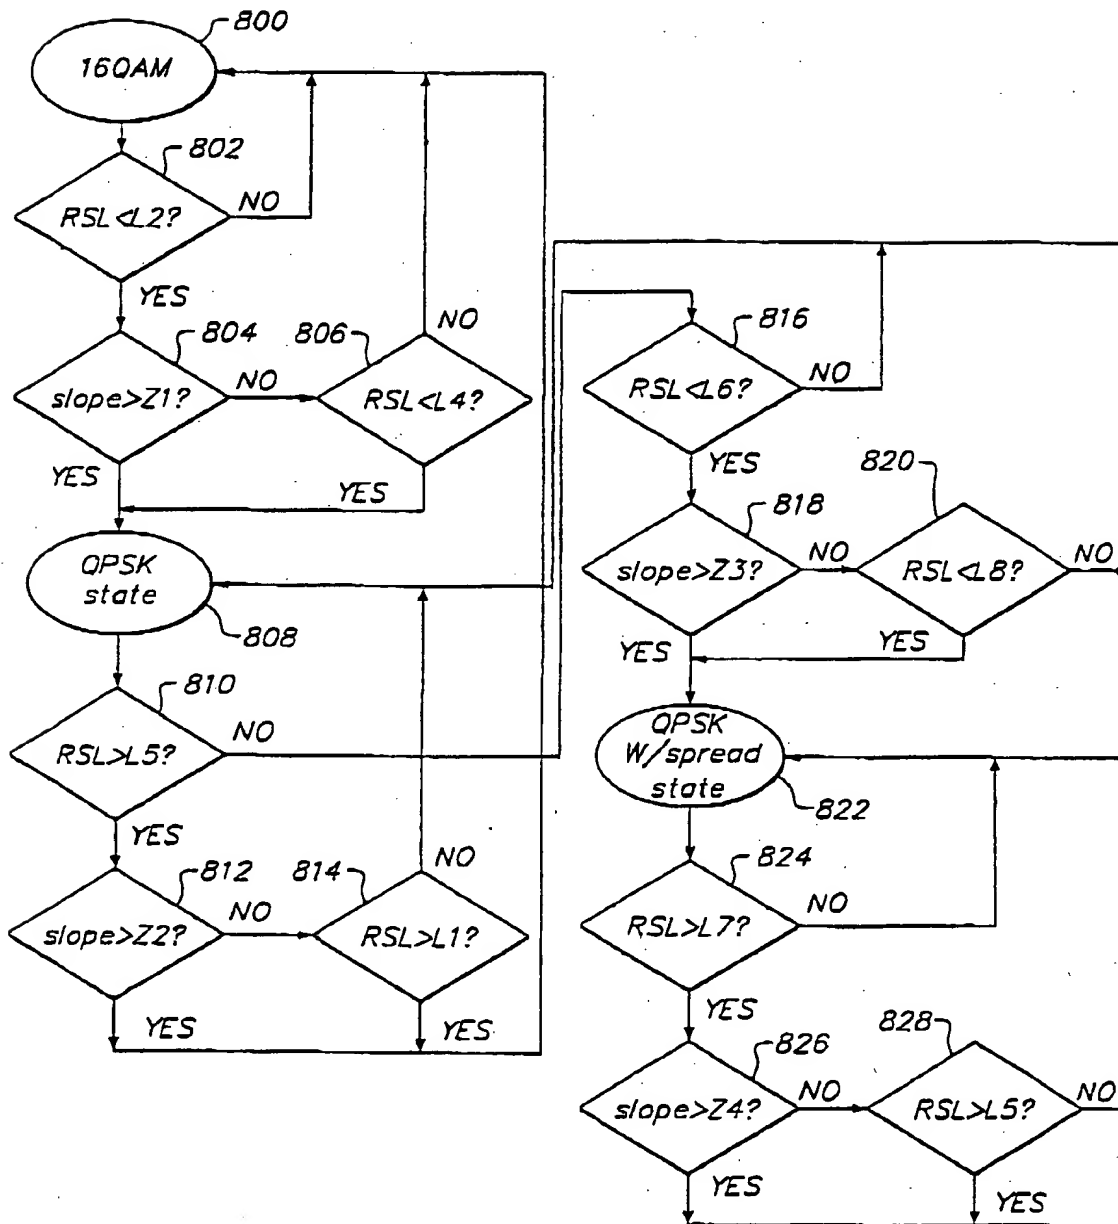 800
16QAM
802
RSL<L2?
NO
YES
804
slope>Z1?
NO
806
RSL<L4?
NO
YES
YES
QPSK
state
808
810
RSL>L5?
NO
YES
812
slope>Z2?
NO
814
RSL>L1?
NO
YES
YES
816
RSL<L6?
NO
YES
818
slope>Z3?
NO
820
RSL<L8?
NO
YES
YES
QPSK
W/spread
state
822
824
RSL>L7?
NO
YES
826
slope>Z4?
NO
828
RSL>L5?
NO
YES
YES